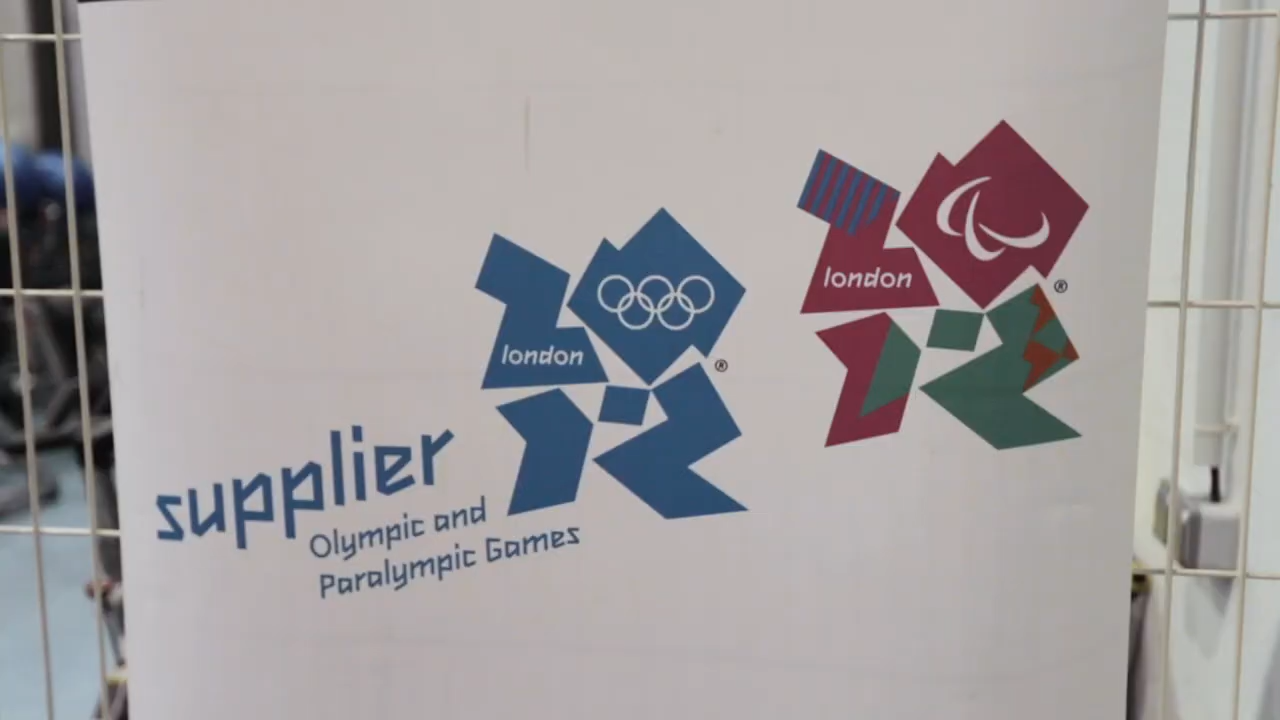 london
®
london
®
supplier
Olympic and
Paralympic Games